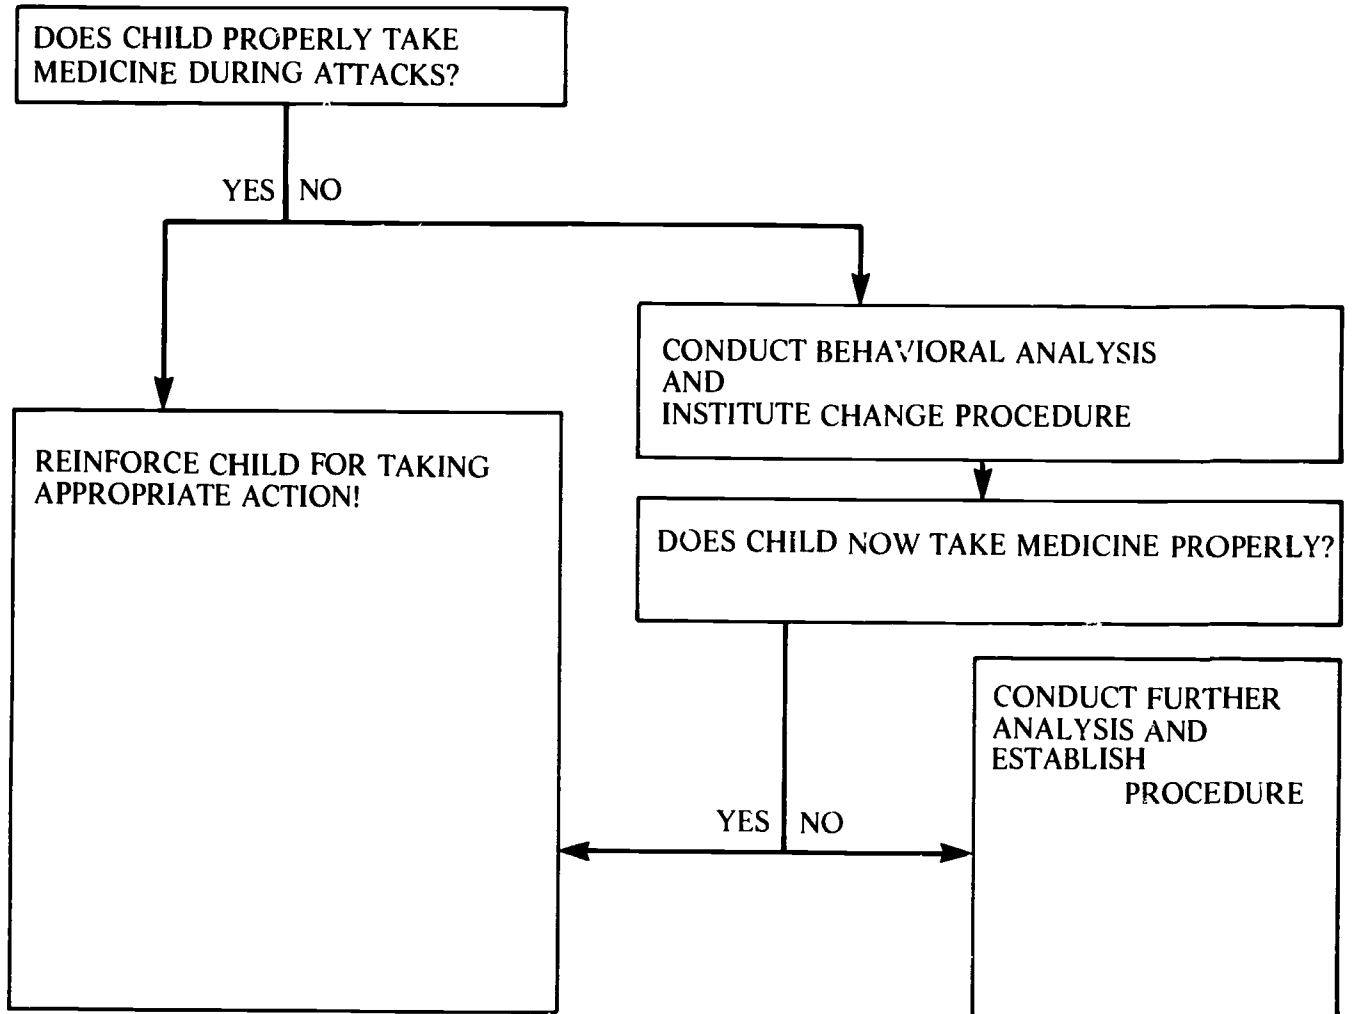 DOES CHILD PROPERLY TAKE
MEDICINE DURING ATTACKS?
YES NO
CONDUCT BEHAVIORAL ANALYSIS
AND
INSTITUTE CHANGE PROCEDURE
REINFORCE CHILD FOR TAKING
APPROPRIATE ACTION!
DOES CHILD NOW TAKE MEDICINE PROPERLY?
CONDUCT FURTHER
ANALYSIS AND
ESTABLISH
PROCEDURE
YES NO